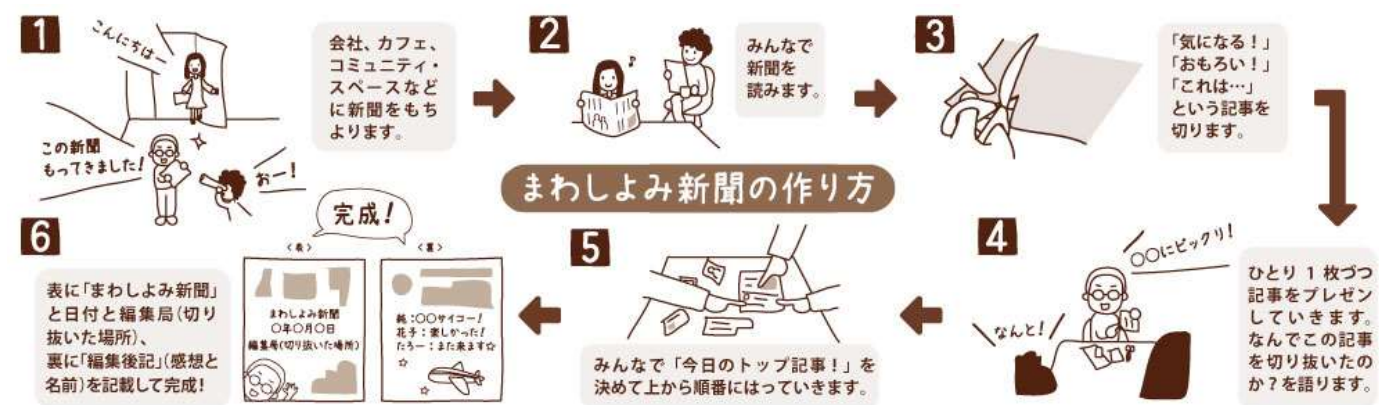 1
こんにちはー
この新聞
もってきました!
おー!
会社、カフェ、
コミュニティ・
スペースなど
に新聞をもち
よります。
2
みんなで
新聞を
読みます。
3
「気になる!」
「おもろい!」
「これは…」
という記事を
切ります。
まわしよみ新聞の作り方
4
○○にビックリ!
なんと!
ひとり 1 枚づつ
記事をプレゼン
していきます。
なんでこの記事
を切り抜いたの
か?を語ります。
5
みんなで「今日のトップ記事!」を
決めて上から順番にはっていきます。
6
完成!
<表>
まわしよみ新聞
○年○月○日
編集局(切り抜いた場所)
<裏>
純:○○サイコー!
花子:楽しかった!
たろー:また来ます☆
表に「まわしよみ新聞」
と日付と編集局(切り
抜いた場所)、
裏に「編集後記」(感想と
名前)を記載して完成!